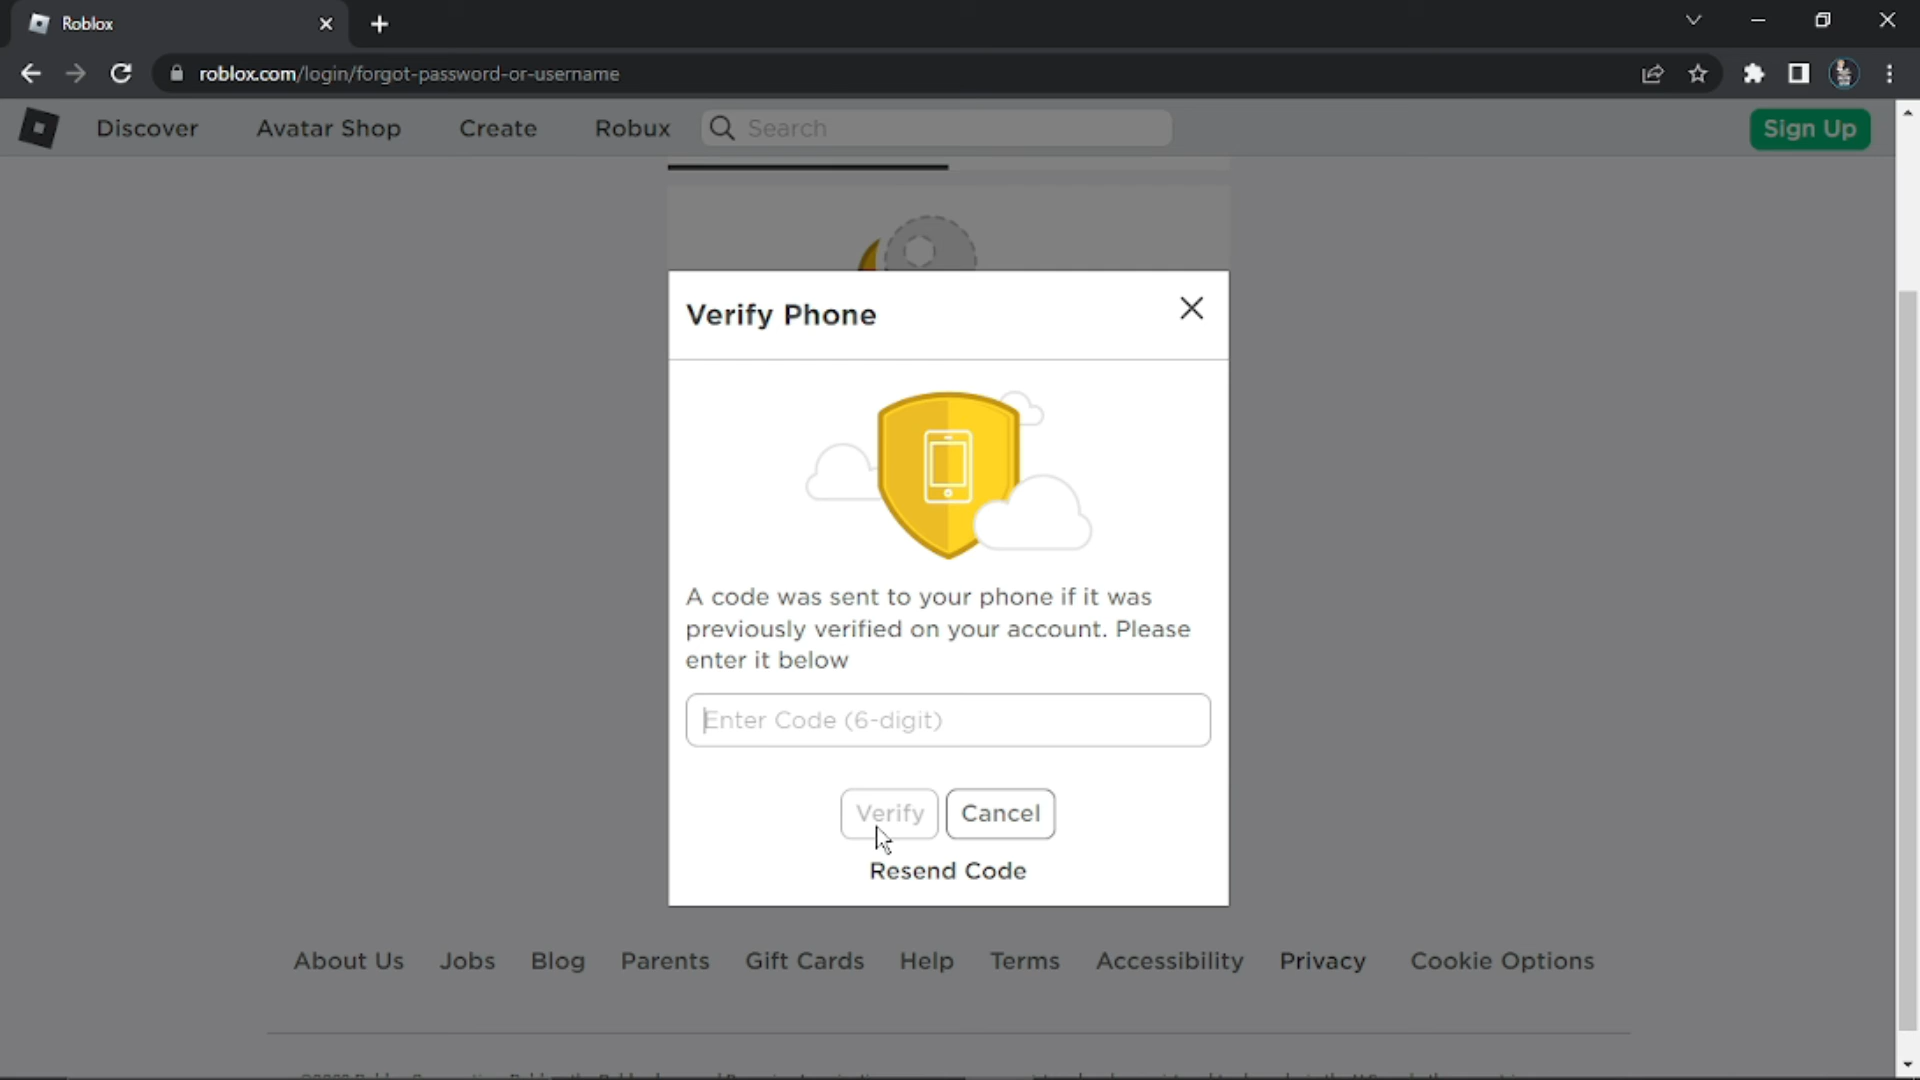 Roblox
roblox.com/login/forgot-password-or-username
Discover Avatar Shop Create Robux Search Sign Up
Verify Phone
A code was sent to your phone if it was
previously verified on your account. Please
enter it below
Enter Code (6-digit)
Verify Cancel
Resend Code
About Us Jobs Blog Parents Gift Cards Help Terms Accessibility Privacy Cookie Options